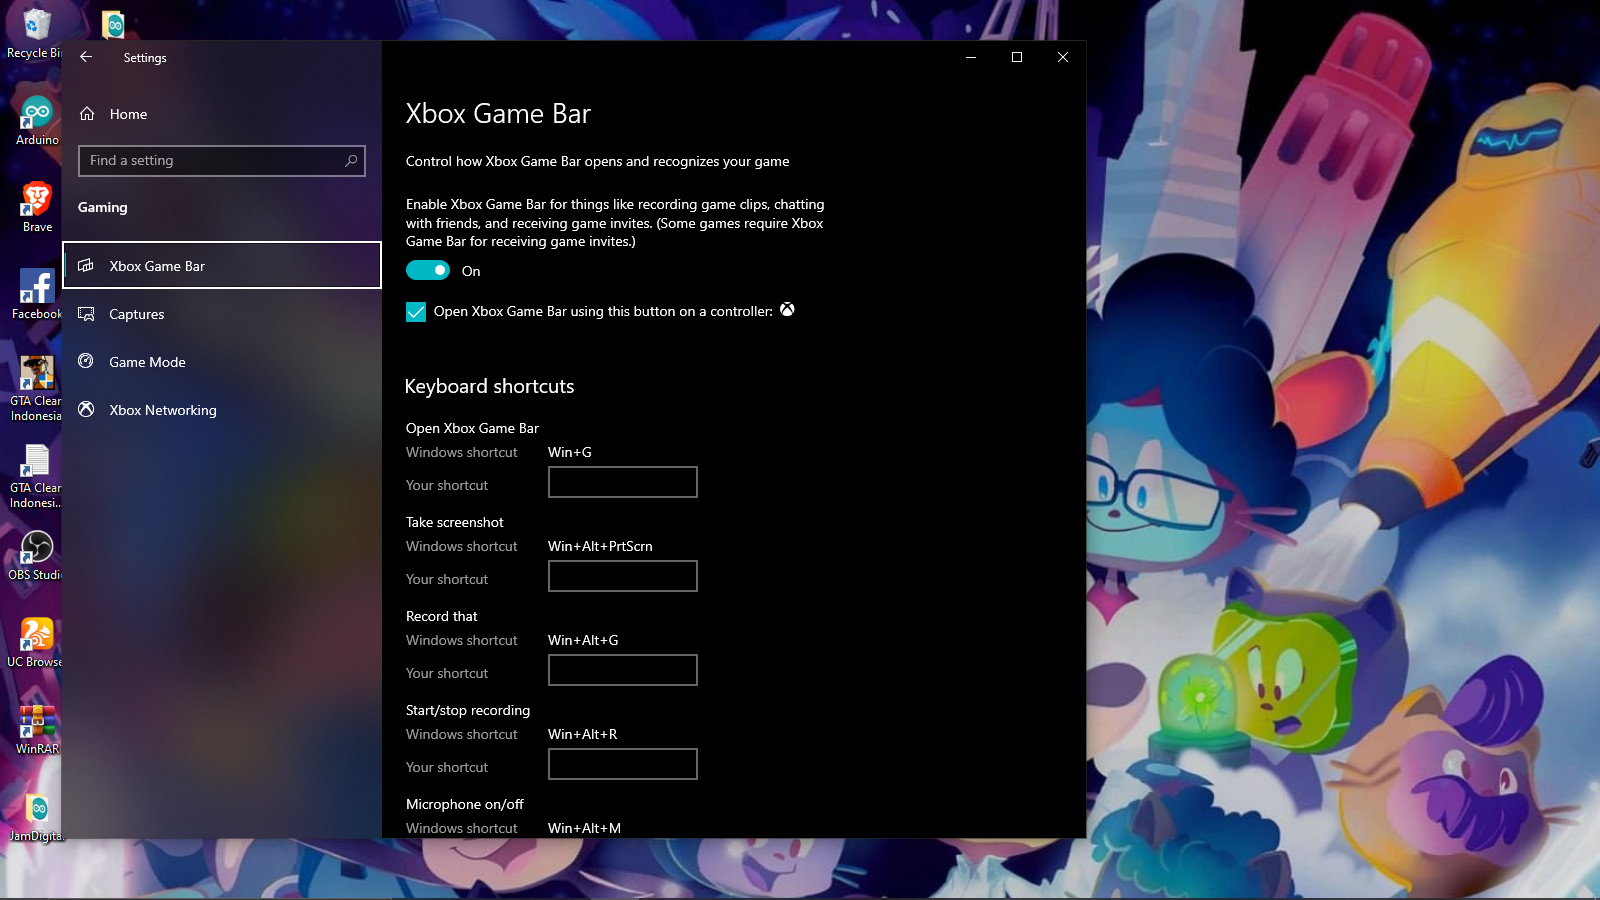 Recycle Bin
Arduino
Brave
Facebook
GTA Clean
Indonesia
GTA Clean
Indonesi...
OBS Studio
UC Browse
WinRAR
JamDigita
Settings
Home
Find a setting
Gaming
Xbox Game Bar
Captures
Game Mode
Xbox Networking
Xbox Game Bar
Control how Xbox Game Bar opens and recognizes your game
Enable Xbox Game Bar for things like recording game clips, chatting
with friends, and receiving game invites. (Some games require Xbox
Game Bar for receiving game invites.)
On
Open Xbox Game Bar using this button on a controller:
Keyboard shortcuts
Open Xbox Game Bar
Windows shortcut Win+G
Your shortcut
Take screenshot
Windows shortcut Win+Alt+PrtScrn
Your shortcut
Record that
Windows shortcut Win+Alt+G
Your shortcut
Start/stop recording
Windows shortcut Win+Alt+R
Your shortcut
Microphone on/off
Windows shortcut Win+Alt+M